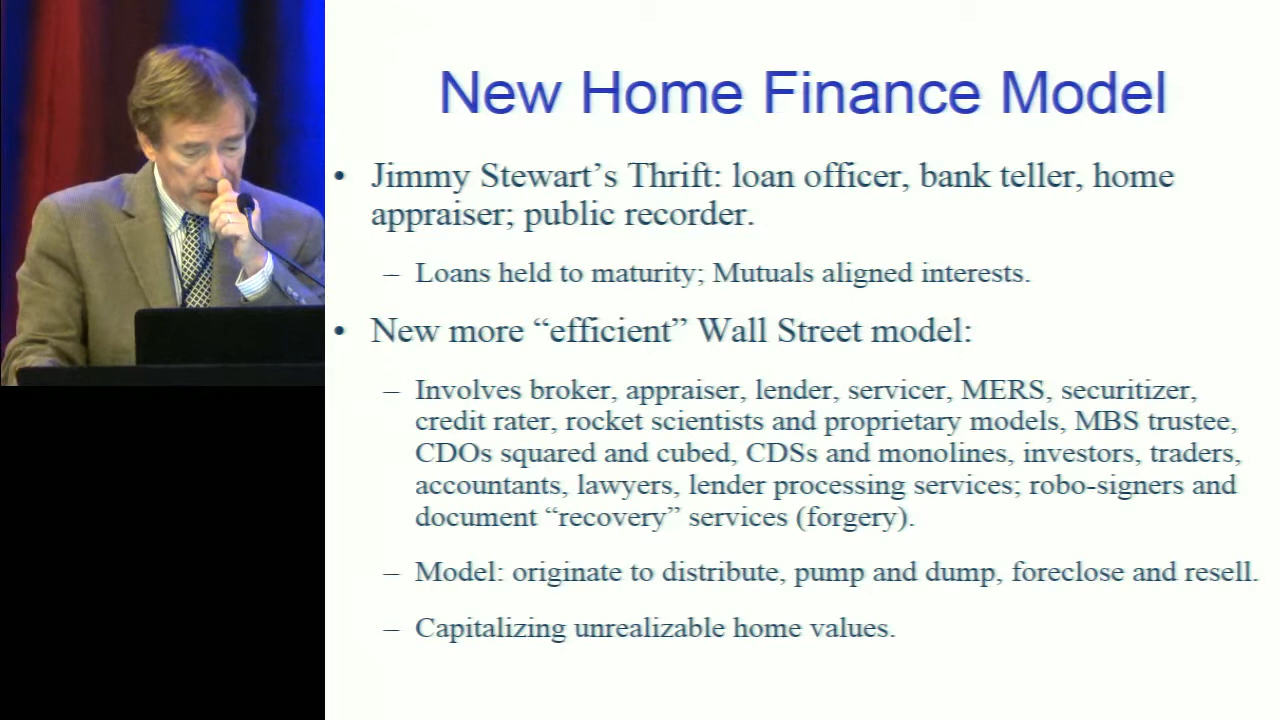 New Home Finance Model
• Jimmy Stewart’s Thrift: loan officer, bank teller, home
appraiser; public recorder.
– Loans held to maturity; Mutuals aligned interests.
• New more “efficient” Wall Street model:
– Involves broker, appraiser, lender, servicer, MERS, securitizer,
credit rater, rocket scientists and proprietary models, MBS trustee,
CDOs squared and cubed, CDSs and monolines, investors, traders,
accountants, lawyers, lender processing services; robo-signers and
document “recovery” services (forgery).
– Model: originate to distribute, pump and dump, foreclose and resell.
– Capitalizing unrealizable home values.